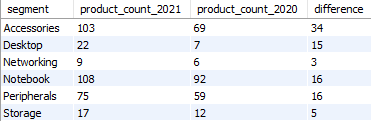 segment product_count_2021 product_count_2020 difference
Accessories 103 69 34
Desktop 22 7 15
Networking 9 6 3
Notebook 108 92 16
Peripherals 75 59 16
Storage 17 12 5